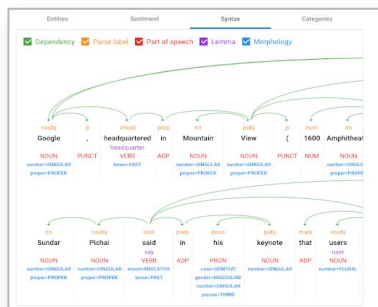 Entities Sentiment Syntax Categories
Dependency Parse label Part of speech Lemma Morphology
nsubj p vmod prep nn pobj p num nn
Google , headquartered in Mountain View ( 1600 Amphitheat
headquarter
NOUN PUNCT VERB ADP NOUN NOUN PUNCT NUM NOUN
number=SINGULAR tense=PAST number=SINGULAR number=SINGULAR number=SINGULAR
proper=PROPER proper=PROPER proper=PROPER proper=PROPER
nn nsubj root prep poss pobj mark nsubj
Sundar Pichai said in his keynote that users
say user
NOUN NOUN VERB ADP PRON NOUN ADP NOUN
number=SINGULAR number=SINGULAR mood=INDICATIVE case=GENITIVE number=SINGULAR number=PLURAL
proper=PROPER proper=PROPER tense=PAST gender=MASCULINE
number=SINGULAR
person=THIRD